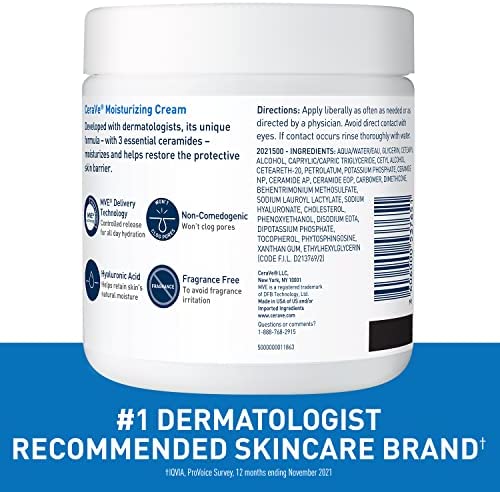 CeraVe® Moisturizing Cream
Developed with dermatologists, its unique
formula – with 3 essential ceramides –
moisturizes and helps restore the protective
skin barrier.
MVE® Delivery
Technology
Controlled release
for all day hydration
WON'T
CLOG PORES
Non-Comedogenic
Won't clog pores
Hyaluronic Acid
Helps retain skin's
natural moisture
FRAGRANCE
Fragrance Free
To avoid fragrance
irritation
Directions: Apply liberally as often as needed or as
directed by a physician. Avoid direct contact with
eyes. If contact occurs rinse thoroughly with water.
2021500 - INGREDIENTS: AQUA/WATER/EAU, GLYCERIN, CETEARYL
ALCOHOL, CAPRYLIC/CAPRIC TRIGLYCERIDE, CETYL ALCOHOL,
CETEARETH-20, PETROLATUM, POTASSIUM PHOSPHATE, CERAMIDE
NP, CERAMIDE AP, CERAMIDE EOP, CARBOMER, DIMETHICONE,
BEHENTRIMONIUM METHOSULFATE,
SODIUM LAUROYL LACTYLATE, SODIUM
HYALURONATE, CHOLESTEROL,
PHENOXYETHANOL, DISODIUM EDTA,
DIPOTASSIUM PHOSPHATE,
TOCOPHEROL, PHYTOSPHINGOSINE,
XANTHAN GUM, ETHYLHEXYLGLYCERIN
(CODE F.I.L. D213769/2)
CeraVe® LLC,
New York, NY 10001
MVE is a registered trademark
of DFB Technology, Ltd.
Made in USA of US and/or
Imported Ingredients
www.cerave.com
Questions or comments?
1-888-768-2915
5000000011863
#1 DERMATOLOGIST
RECOMMENDED SKINCARE BRAND†
†IQVIA, ProVoice Survey, 12 months ending November 2021